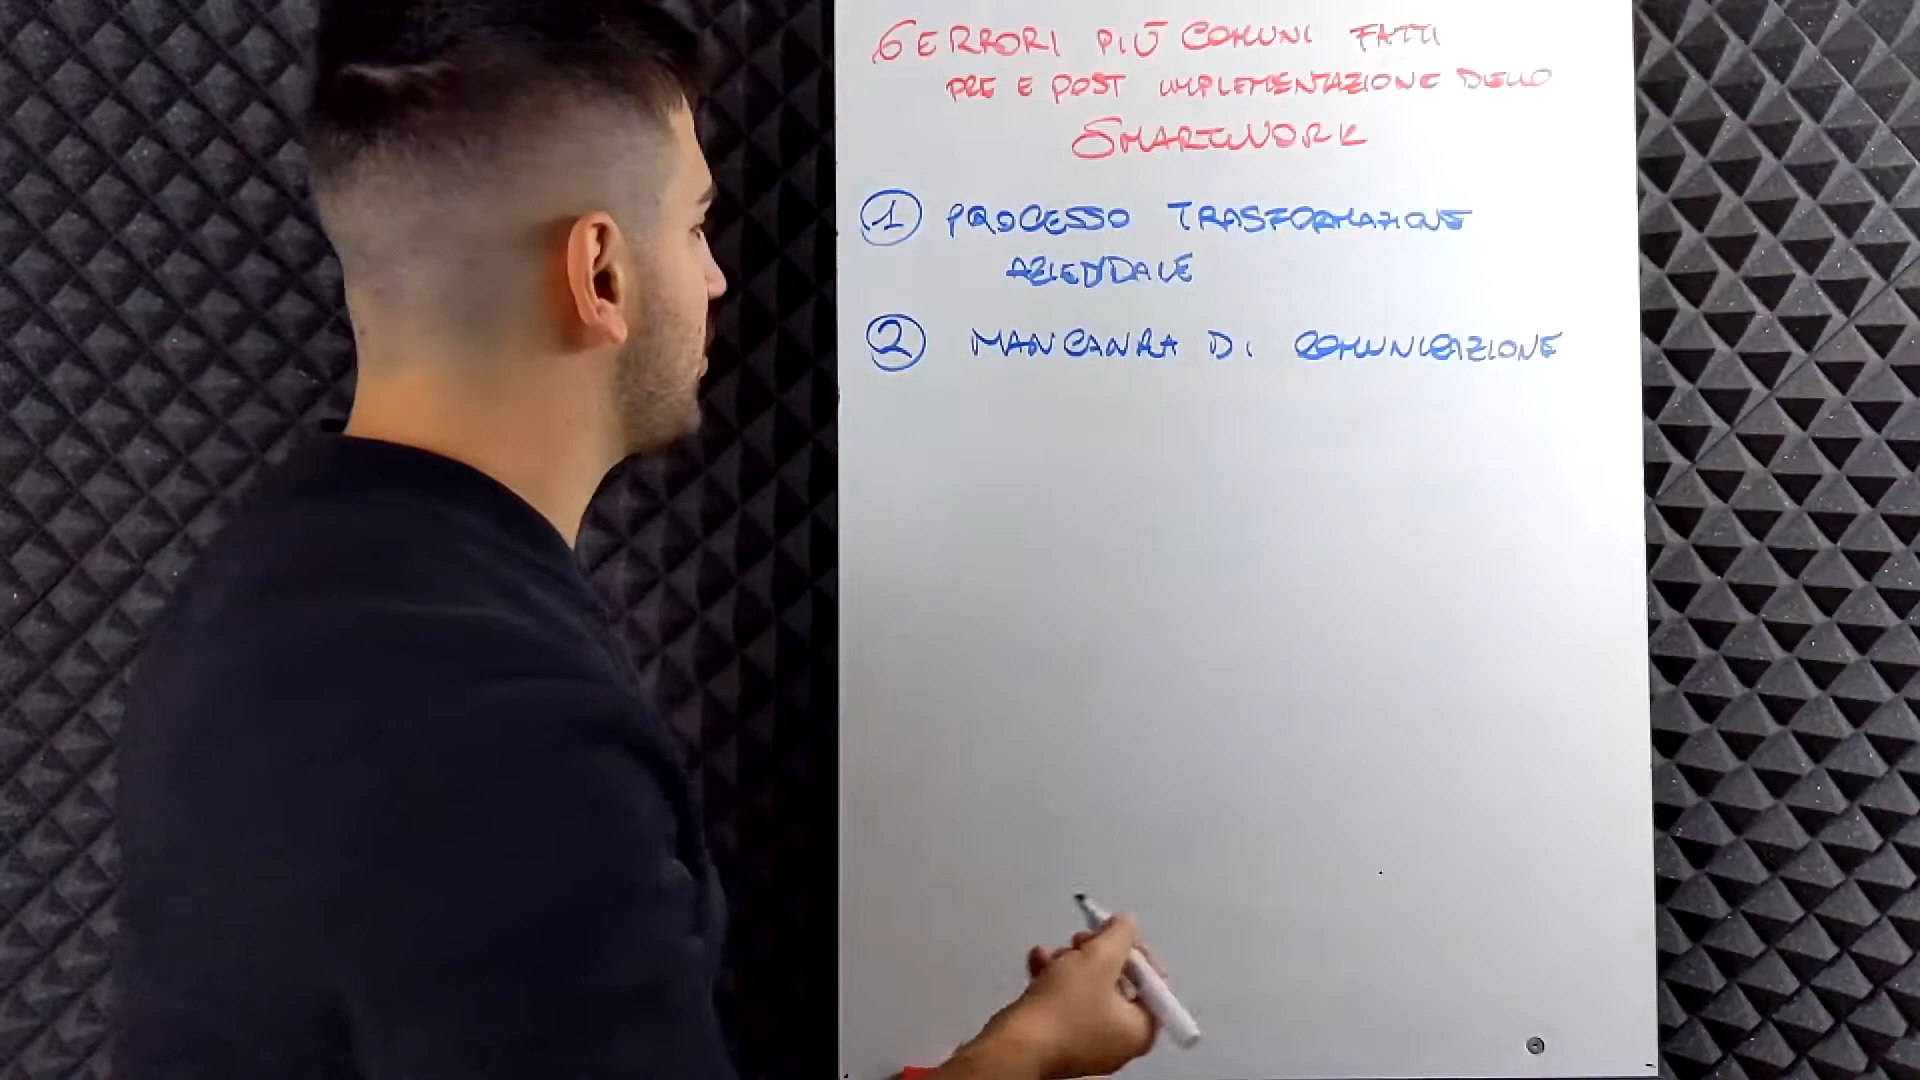 6 ERRORI PIÙ COMUNI FATTI
PRE E POST IMPLEMENTAZIONE DELLO
SMARTWORK
1 PROCESSO TRASFORMAZIONE
AZIENDALE
2 MANCANZA DI COMUNICAZIONE